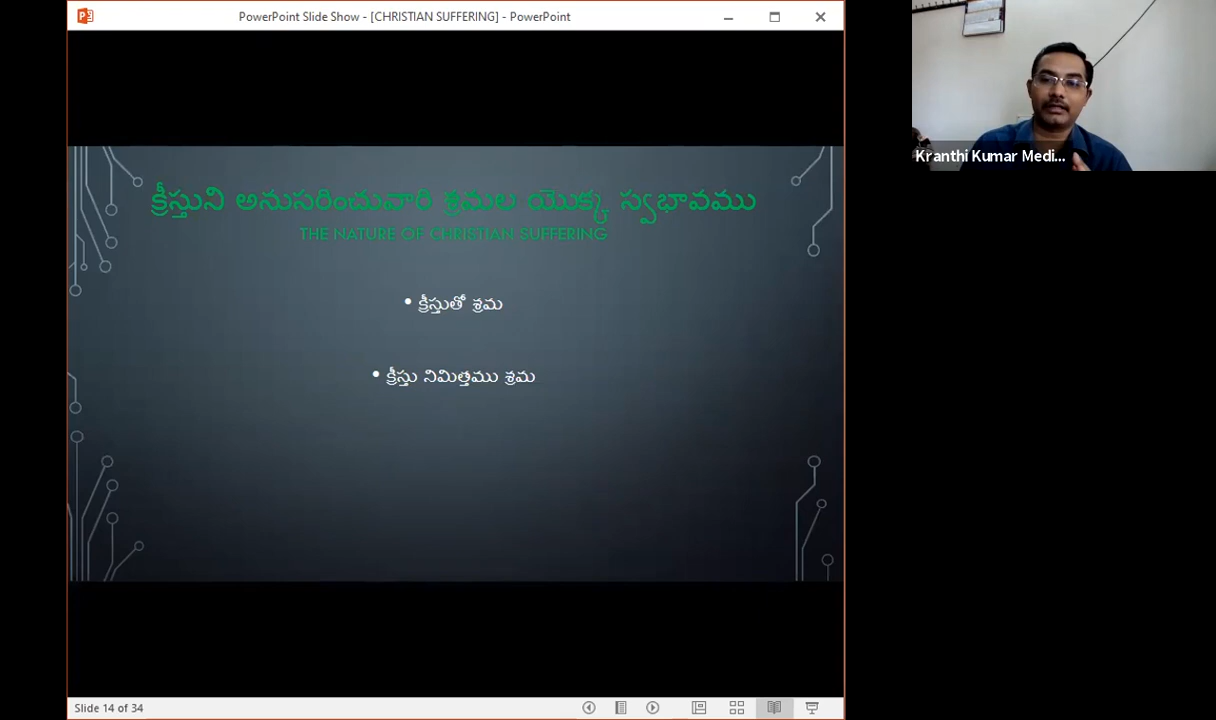 PowerPoint Slide Show - [CHRISTIAN SUFFERING] - PowerPoint
Kranthi Kumar Medi...
క్రీస్తుని అనుసరించువారి శ్రమల యొక్క స్వభావము
THE NATURE OF CHRISTIAN SUFFERING
• క్రీస్తుతో శ్రమ
• క్రీస్తు నిమిత్తము శ్రమ
Slide 14 of 34